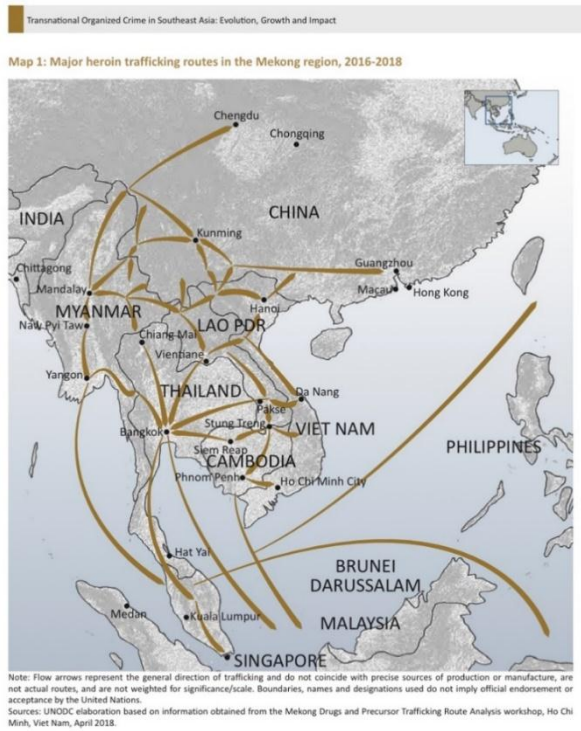 Transnational Organized Crime in Southeast Asia: Evolution, Growth and Impact
Map 1: Major heroin trafficking routes in the Mekong region, 2016-2018
Chengdu
Chongqing
INDIA
CHINA
Kunming
Chittagong
Guangzhou
Mandalay
Macau
Hong Kong
MYANMAR
Hanoi
Nay Pyi Taw
LAO PDR
Chiang Mai
Vientiane
Yangon
THAILAND
Da Nang
Pakse
Stung Treng
Bangkok
VIET NAM
Siem Reap
PHILIPPINES
CAMBODIA
Phnom Penh
Ho Chi Minh City
Hat Yai
BRUNEI
DARUSSALAM
Medan
Kuala Lumpur
MALAYSIA
SINGAPORE
Note: Flow arrows represent the general direction of trafficking and do not coincide with precise sources of production or manufacture, are
not actual routes, and are not weighted for significance/scale. Boundaries, names and designations used do not imply official endorsement or
acceptance by the United Nations.
Sources: UNODC elaboration based on information obtained from the Mekong Drugs and Precursor Trafficking Route Analysis workshop, Ho Chi
Minh, Viet Nam, April 2018.